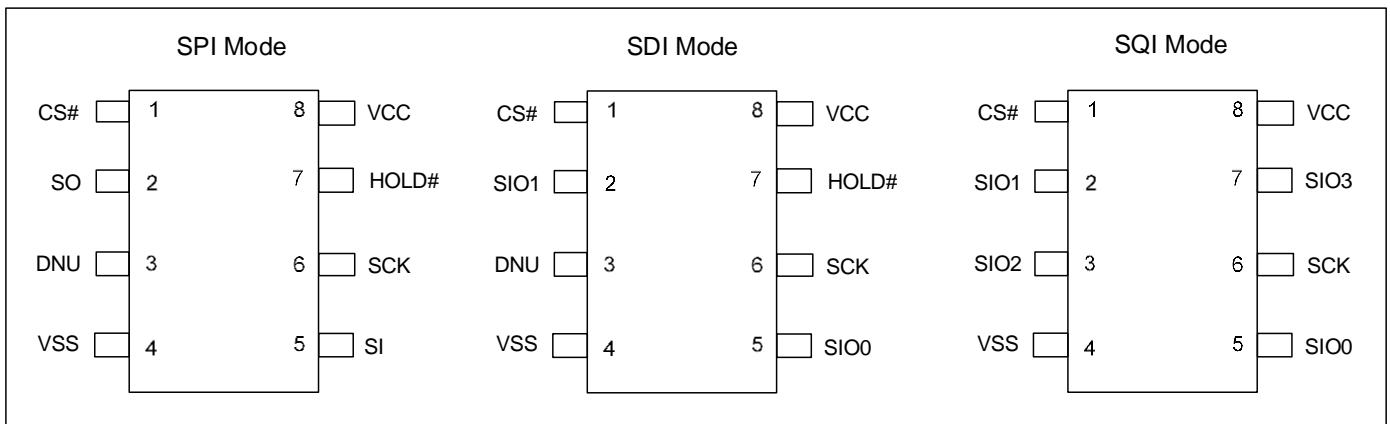 SPI Mode
CS# 1 8 VCC
SO 2 7 HOLD#
DNU 3 6 SCK
VSS 4 5 SI
SDI Mode
CS# 1 8 VCC
SIO1 2 7 HOLD#
DNU 3 6 SCK
VSS 4 5 SIO0
SQI Mode
CS# 1 8 VCC
SIO1 2 7 SIO3
SIO2 3 6 SCK
VSS 4 5 SIO0